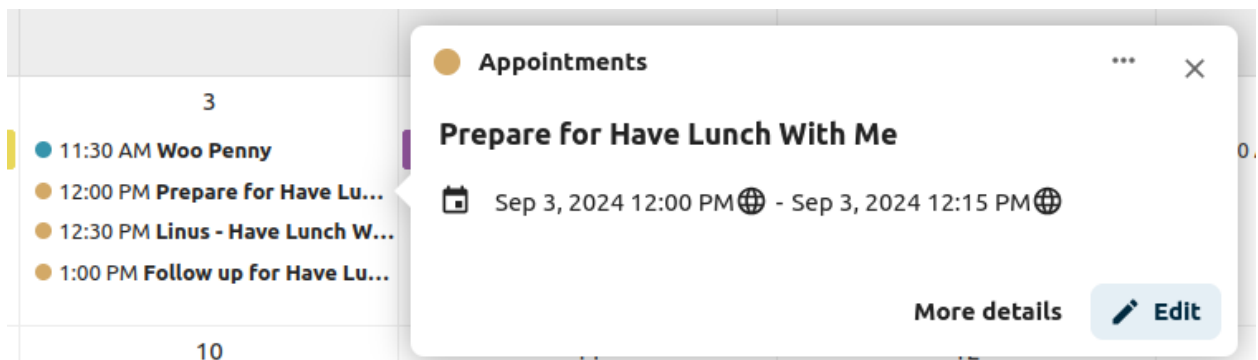 3
11:30 AM Woo Penny
12:00 PM Prepare for Have Lu...
12:30 PM Linus - Have Lunch W...
1:00 PM Follow up for Have Lu...
10
Appointments
Prepare for Have Lunch With Me
Sep 3, 2024 12:00 PM - Sep 3, 2024 12:15 PM
More details
Edit